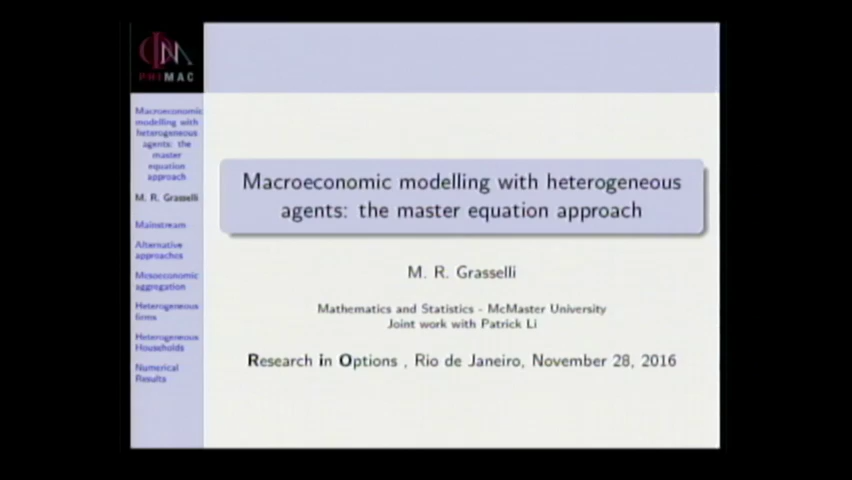 PHIMAC
Macroeconomic
modelling with
heterogeneous
agents: the
master
equation
approach
M. R. Grasselli
Mainstream
Alternative
approaches
Mesoeconomic
aggregation
Heterogeneous
firms
Heterogeneous
Households
Numerical
Results
Macroeconomic modelling with heterogeneous
agents: the master equation approach
M. R. Grasselli
Mathematics and Statistics - McMaster University
Joint work with Patrick Li
Research in Options , Rio de Janeiro, November 28, 2016